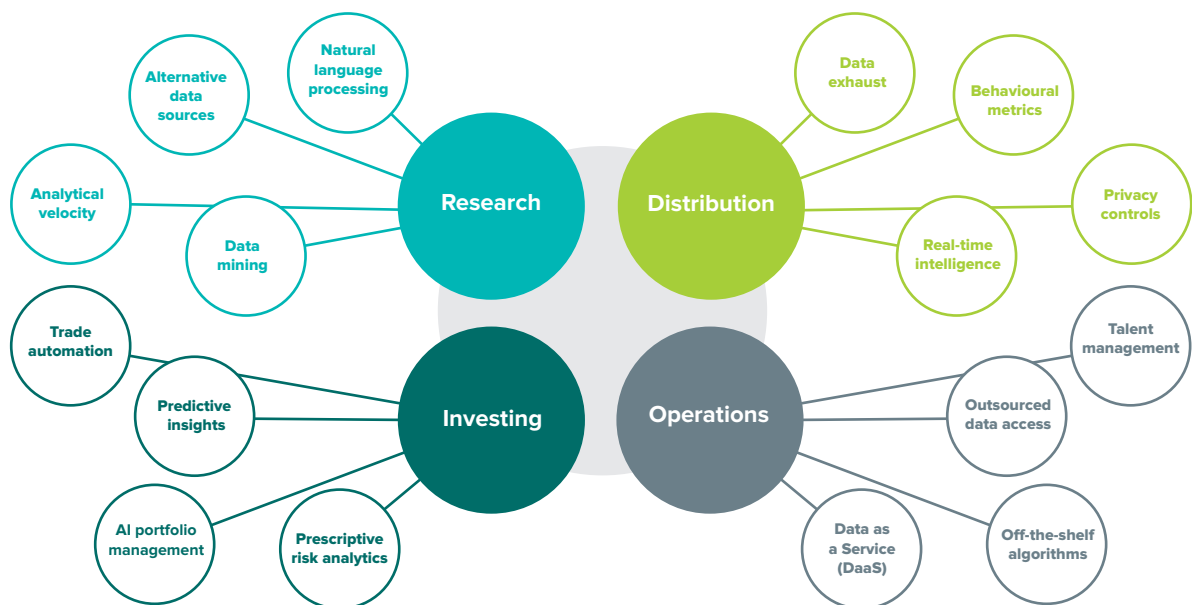 Natural
language
processing
Alternative
data
sources
Analytical
velocity
Data
mining
Research
Data
exhaust
Behavioural
metrics
Privacy
controls
Real-time
intelligence
Distribution
Trade
automation
Predictive
insights
AI portfolio
management
Prescriptive
risk analytics
Investing
Talent
management
Outsourced
data access
Off-the-shelf
algorithms
Data as
a Service
(DaaS)
Operations